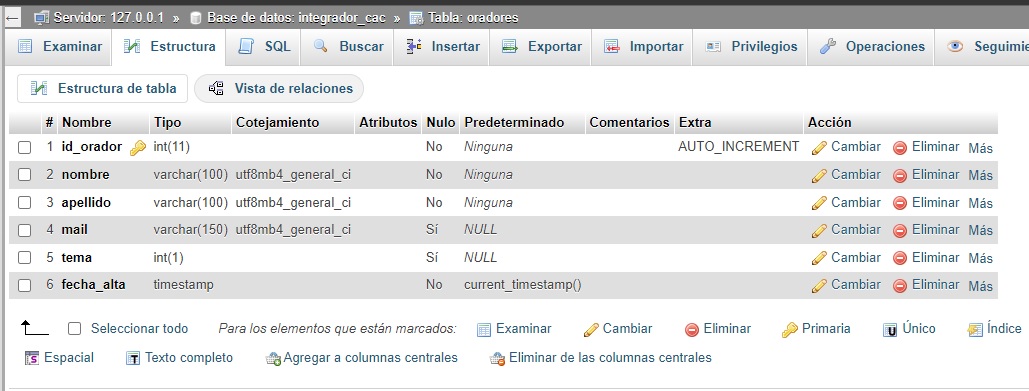 Servidor: 127.0.0.1 » Base de datos: integrador_cac » Tabla: oradores
Examinar Estructura SQL Buscar Insertar Exportar Importar Privilegios Operaciones Seguimie
Estructura de tabla Vista de relaciones
# Nombre Tipo Cotejamiento Atributos Nulo Predeterminado Comentarios Extra Acción
1 id_orador int(11) No Ninguna AUTO_INCREMENT Cambiar Eliminar Más
2 nombre varchar(100) utf8mb4_general_ci No Ninguna Cambiar Eliminar Más
3 apellido varchar(100) utf8mb4_general_ci No Ninguna Cambiar Eliminar Más
4 mail varchar(150) utf8mb4_general_ci Sí NULL Cambiar Eliminar Más
5 tema int(1) Sí NULL Cambiar Eliminar Más
6 fecha_alta timestamp No current_timestamp() Cambiar Eliminar Más
Seleccionar todo Para los elementos que están marcados: Examinar Cambiar Eliminar Primaria Único Índice
Espacial Texto completo Agregar a columnas centrales Eliminar de las columnas centrales